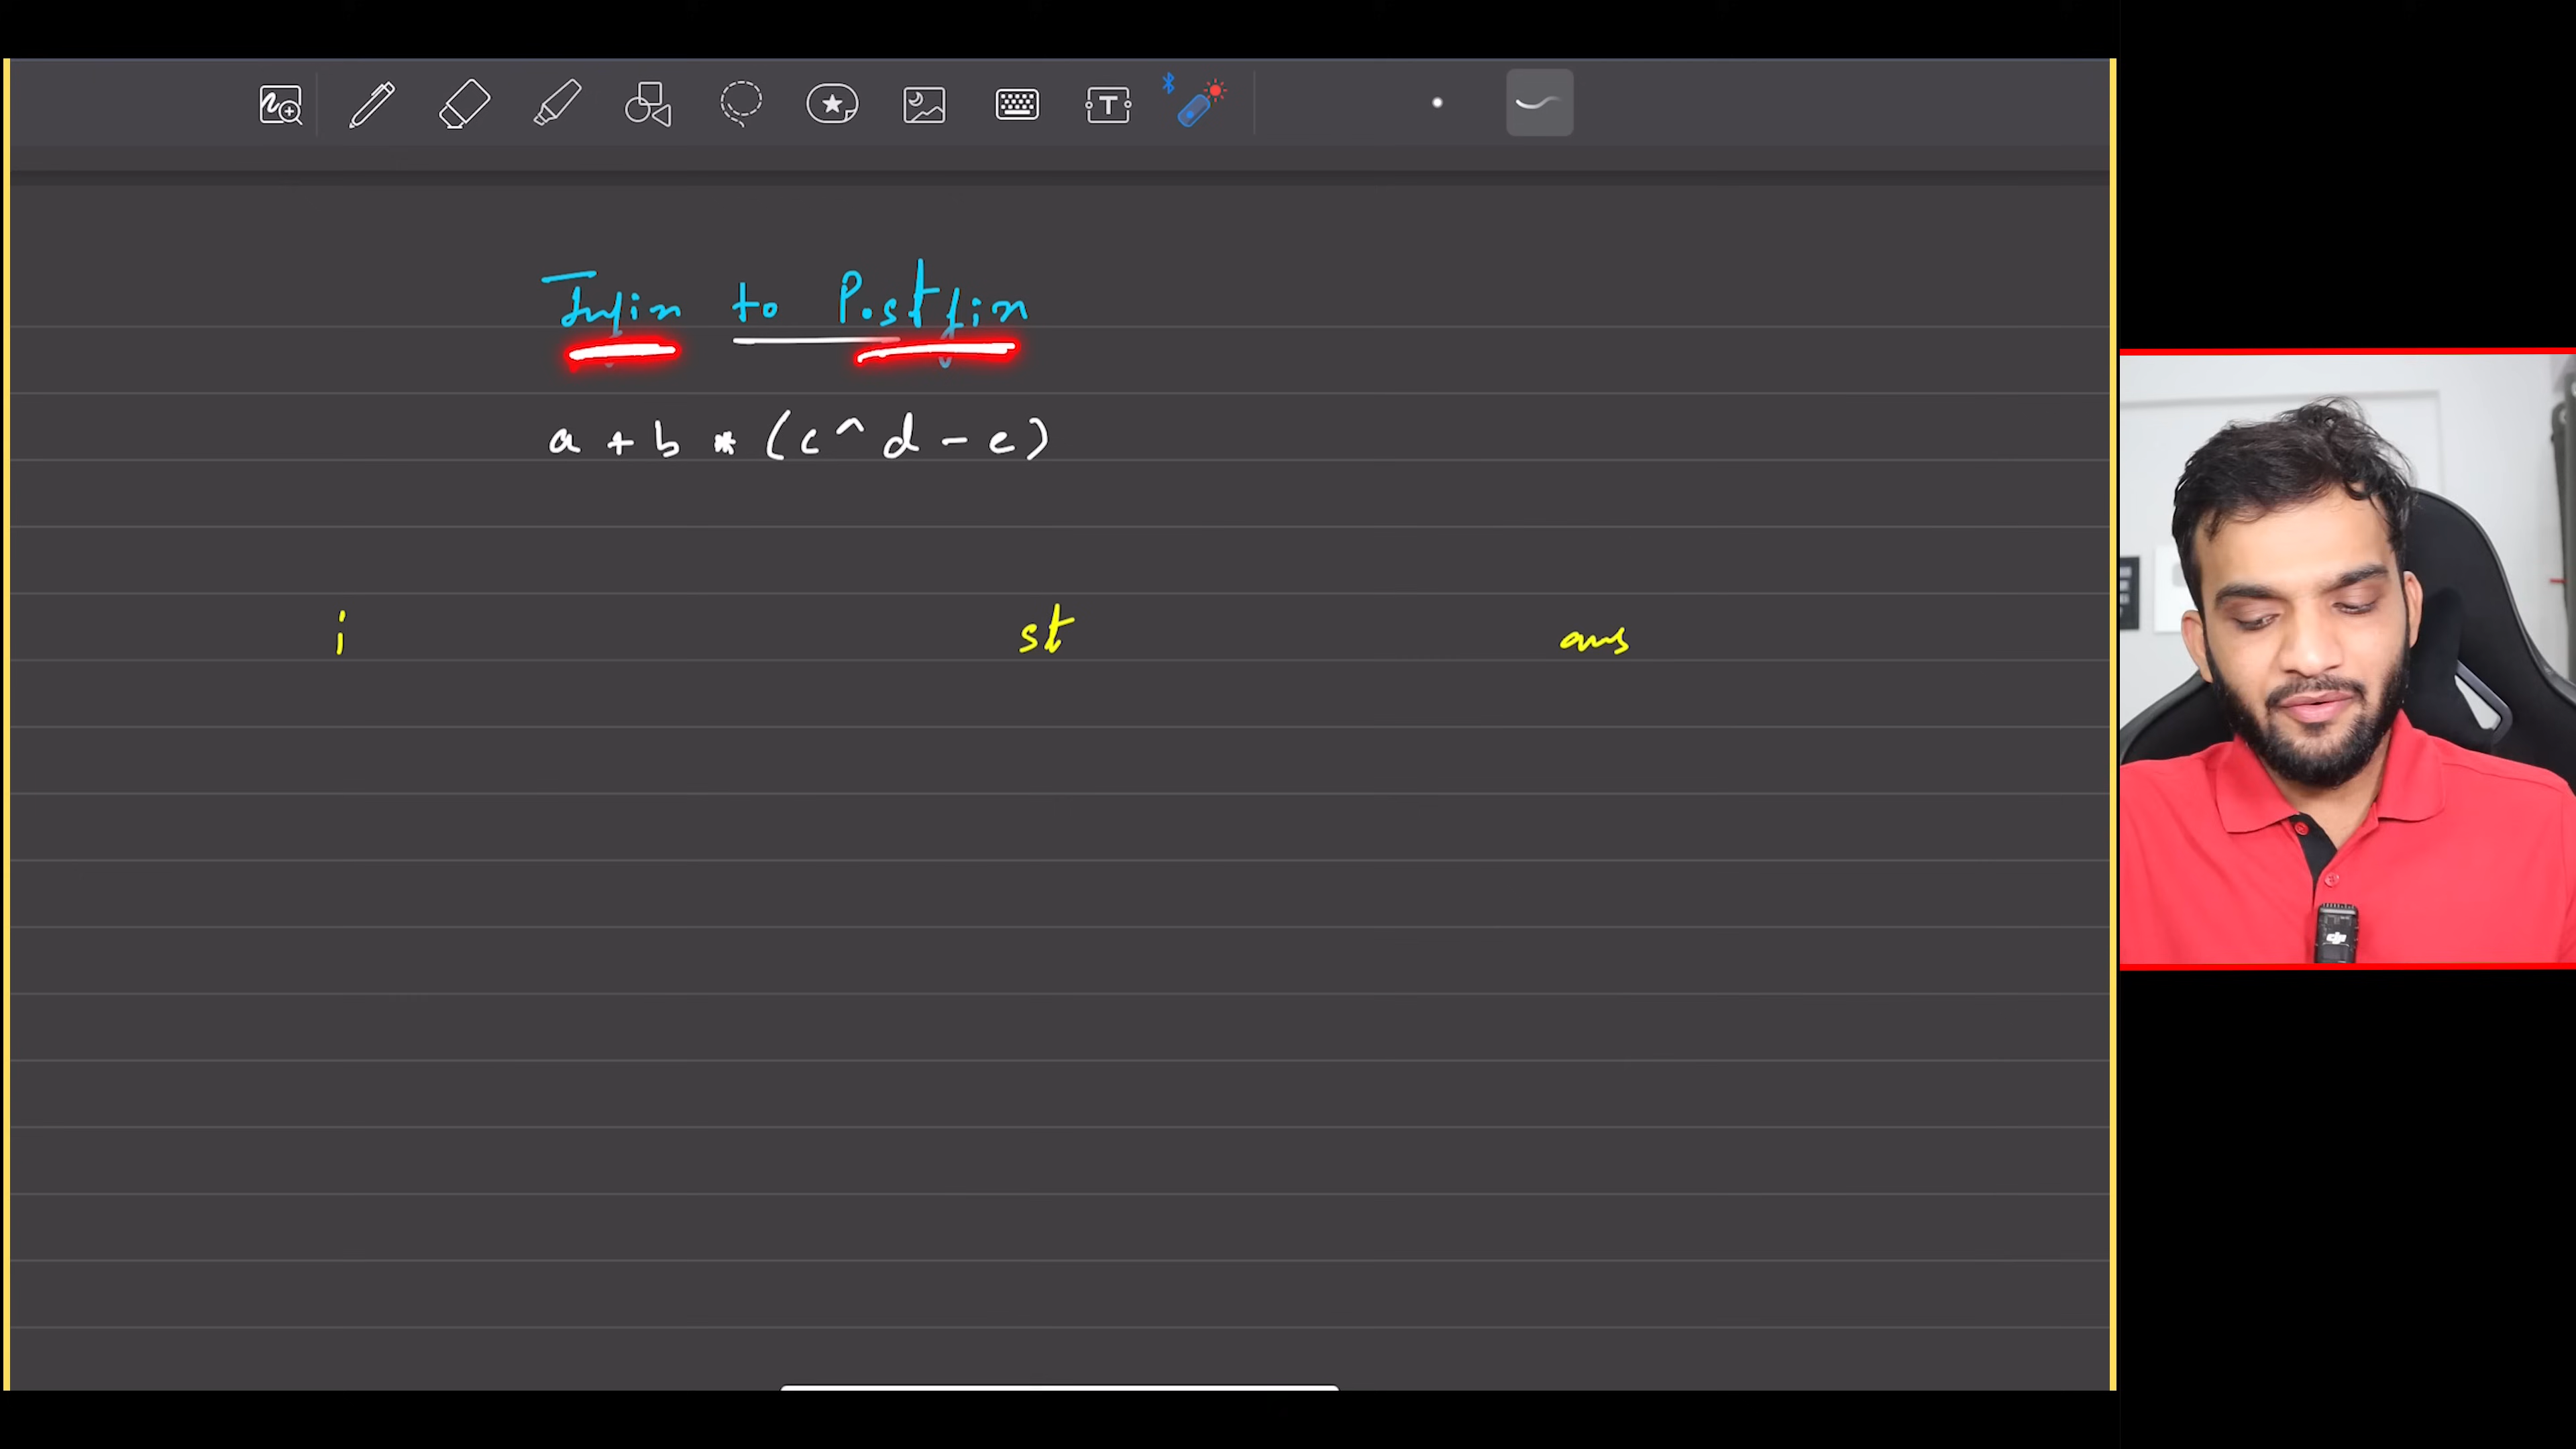 Infix to Postfix
a + b * (c ^ d - e)
i st ans